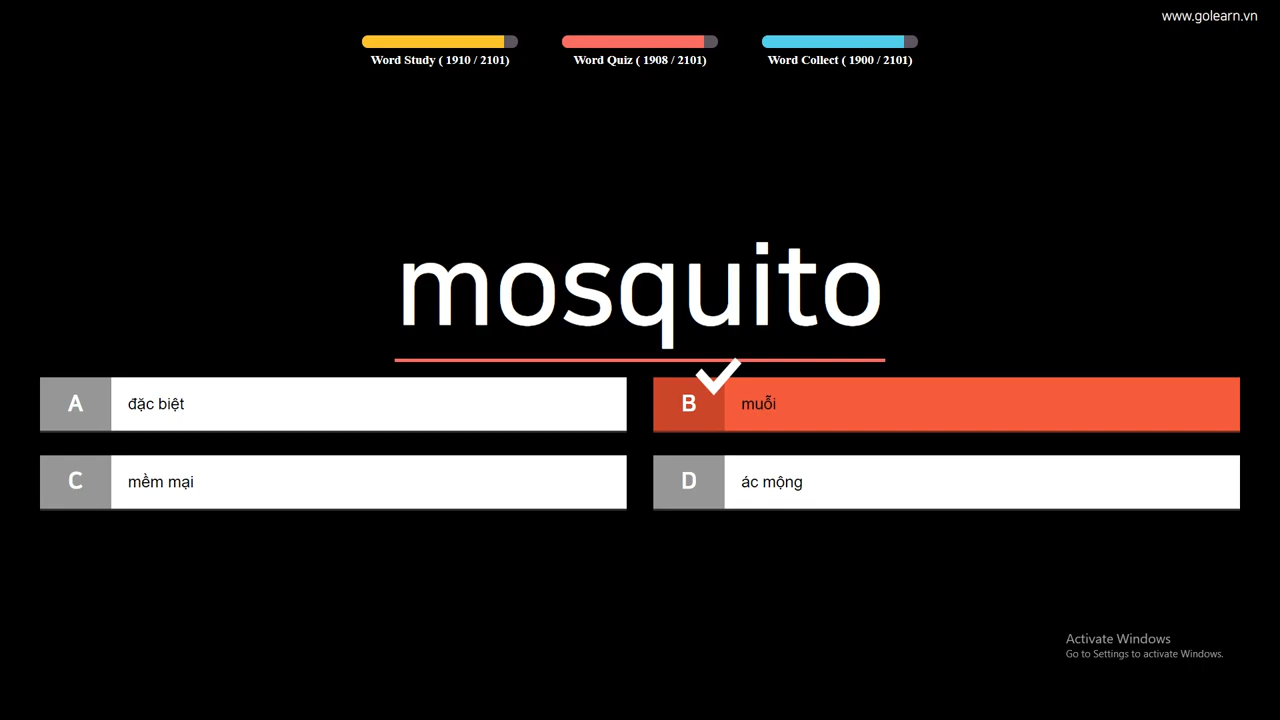 www.golearn.vn
Word Study ( 1910 / 2101)
Word Quiz ( 1908 / 2101)
Word Collect ( 1900 / 2101)
mosquito
A đặc biệt
B muỗi
C mềm mại
D ác mộng
Activate Windows
Go to Settings to activate Windows.